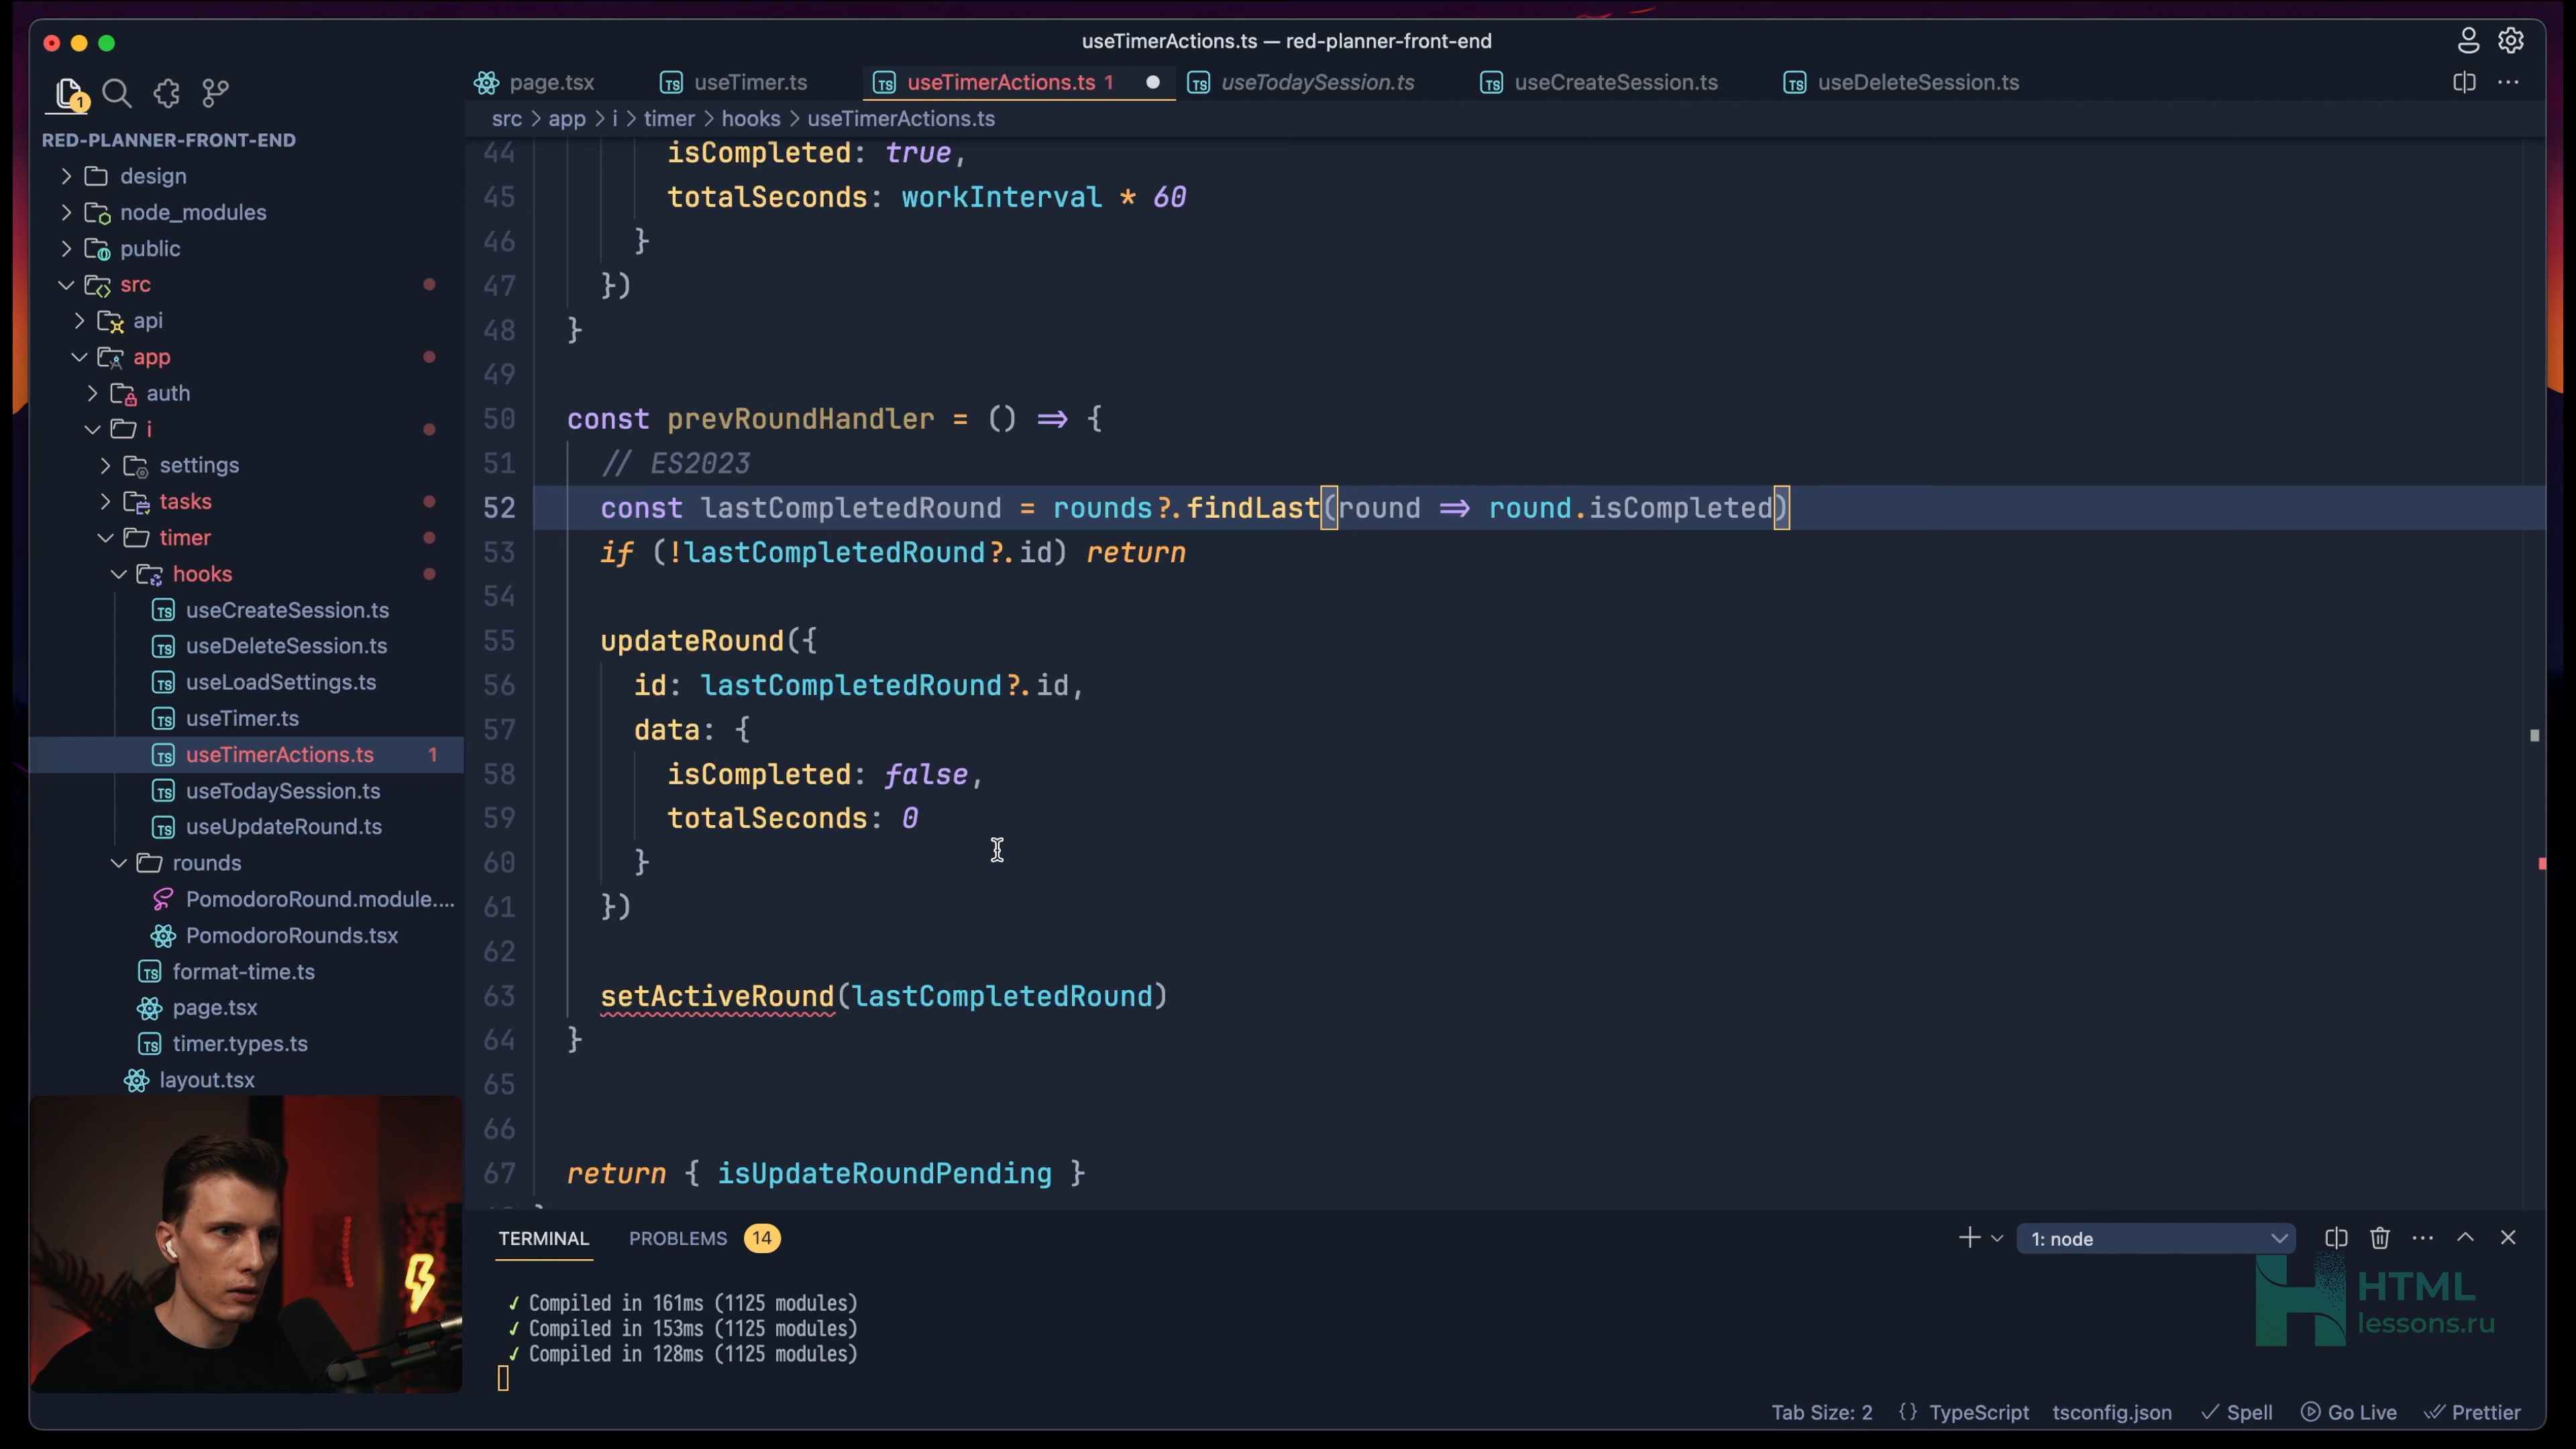 useTimerActions.ts — red-planner-front-end
1
page.tsx
useTimer.ts
useTimerActions.ts 1
useTodaySession.ts
useCreateSession.ts
useDeleteSession.ts
RED-PLANNER-FRONT-END
src > app > i > timer > hooks > useTimerActions.ts
design
node_modules
public
src
api
app
auth
i
settings
tasks
timer
hooks
useCreateSession.ts
useDeleteSession.ts
useLoadSettings.ts
useTimer.ts
useTimerActions.ts 1
useTodaySession.ts
useUpdateRound.ts
rounds
PomodoroRound.module....
PomodoroRounds.tsx
format-time.ts
page.tsx
timer.types.ts
layout.tsx
44 isCompleted: true,
45 totalSeconds: workInterval * 60
46 }
47 })
48 }
49
50 const prevRoundHandler = () => {
51 // ES2023
52 const lastCompletedRound = rounds?.findLast(round => round.isCompleted)
53 if (!lastCompletedRound?.id) return
54
55 updateRound({
56 id: lastCompletedRound?.id,
57 data: {
58 isCompleted: false,
59 totalSeconds: 0
60 }
61 })
62
63 setActiveRound(lastCompletedRound)
64 }
65
66
67 return { isUpdateRoundPending }
TERMINAL PROBLEMS 14
1: node
✓ Compiled in 161ms (1125 modules)
✓ Compiled in 153ms (1125 modules)
✓ Compiled in 128ms (1125 modules)
HTML
lessons.ru
Tab Size: 2 {} TypeScript tsconfig.json Spell Go Live Prettier